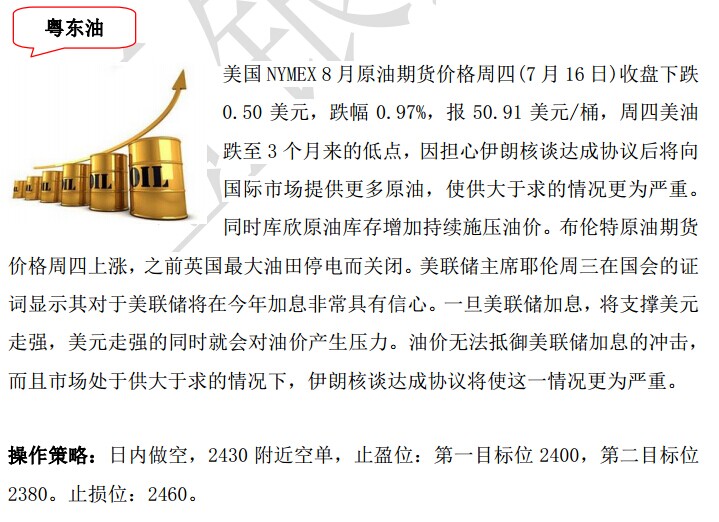 粤东油
美国 NYMEX 8 月原油期货价格周四(7 月 16 日)收盘下跌
0.50 美元，跌幅 0.97%，报 50.91 美元/桶，周四美油
跌至 3 个月来的低点，因担心伊朗核谈达成协议后将向
国际市场提供更多原油，使供大于求的情况更为严重。
同时库欣原油库存增加持续施压油价。布伦特原油期货
价格周四上涨，之前英国最大油田停电而关闭。美联储主席耶伦周三在国会的证
词显示其对于美联储将在今年加息非常具有信心。一旦美联储加息，将支撑美元
走强，美元走强的同时就会对油价产生压力。油价无法抵御美联储加息的冲击，
而且市场处于供大于求的情况下，伊朗核谈达成协议将使这一情况更为严重。
操作策略：日内做空，2430 附近空单，止盈位：第一目标位 2400，第二目标位
2380。止损位：2460。
OIL OIL OIL OIL